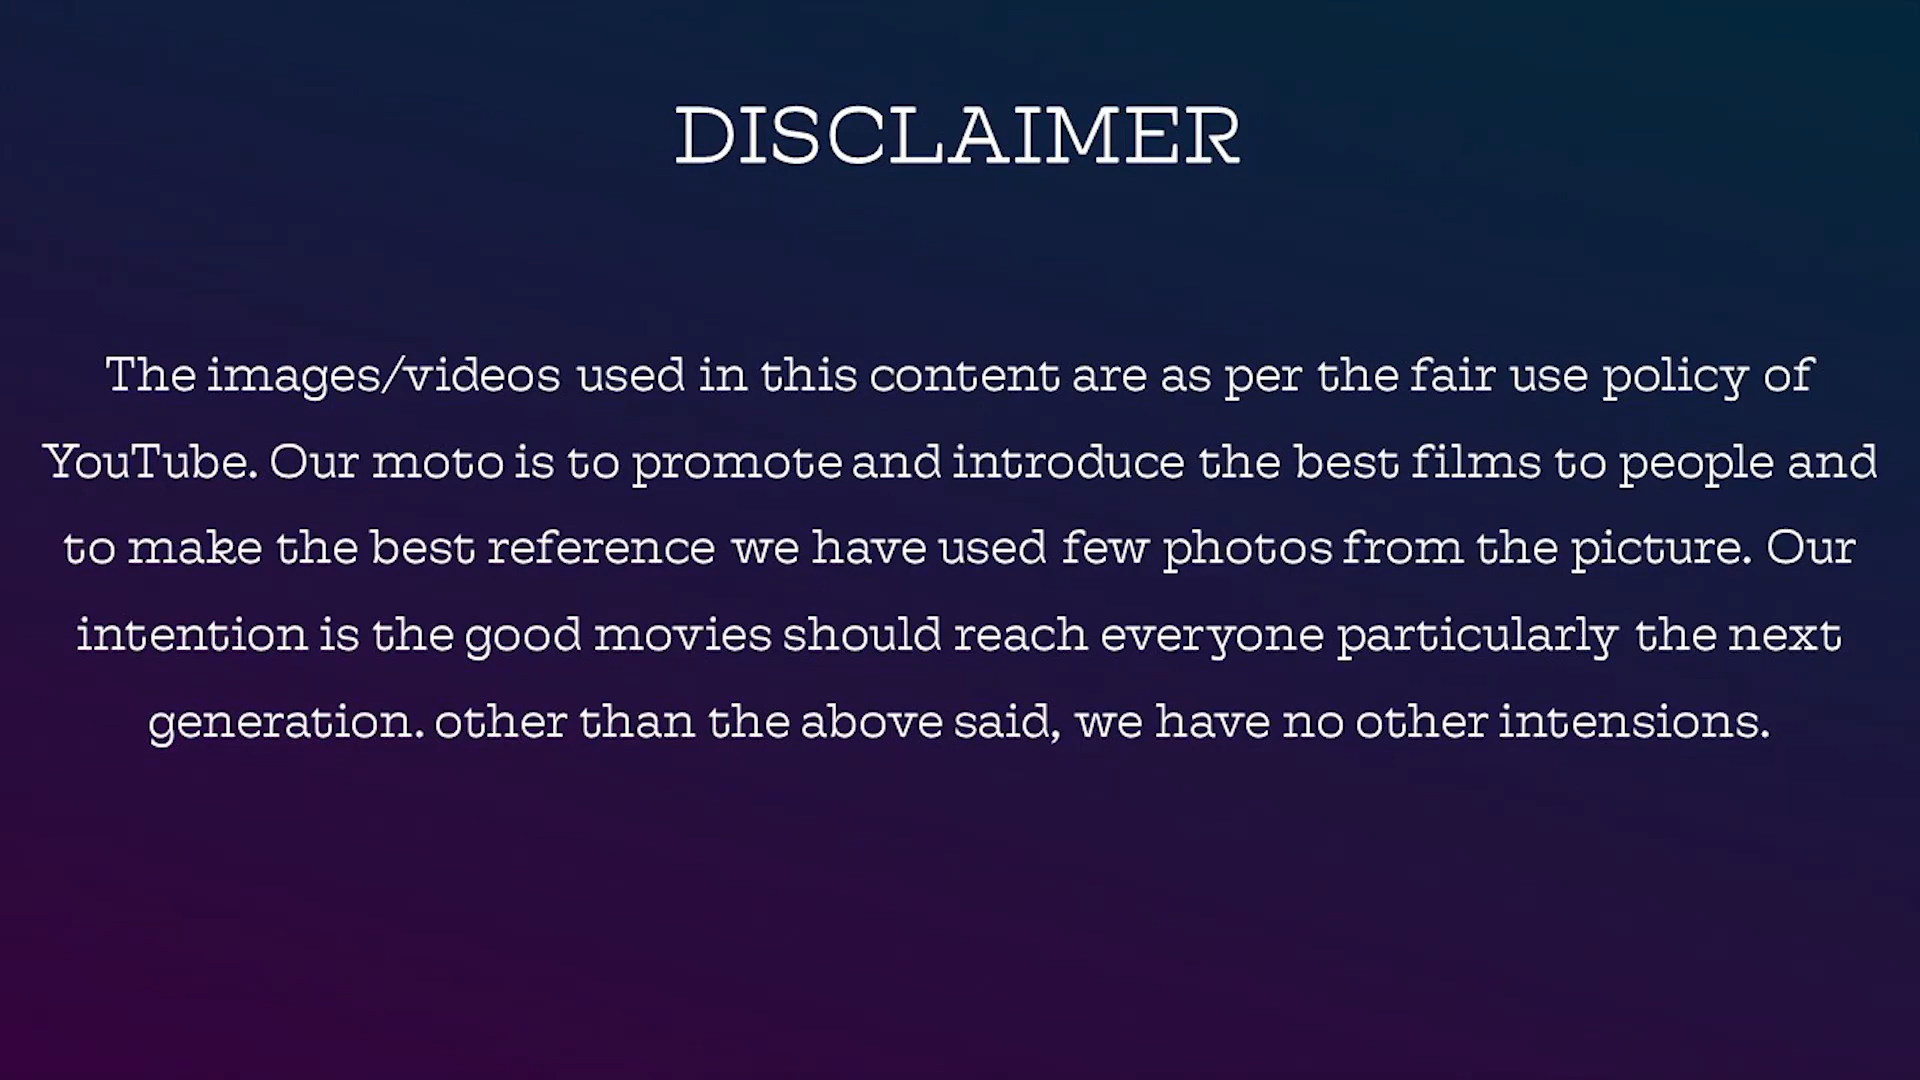 DISCLAIMER
The images/videos used in this content are as per the fair use policy of
YouTube. Our moto is to promote and introduce the best films to people and
to make the best reference we have used few photos from the picture. Our
intention is the good movies should reach everyone particularly the next
generation. other than the above said, we have no other intensions.